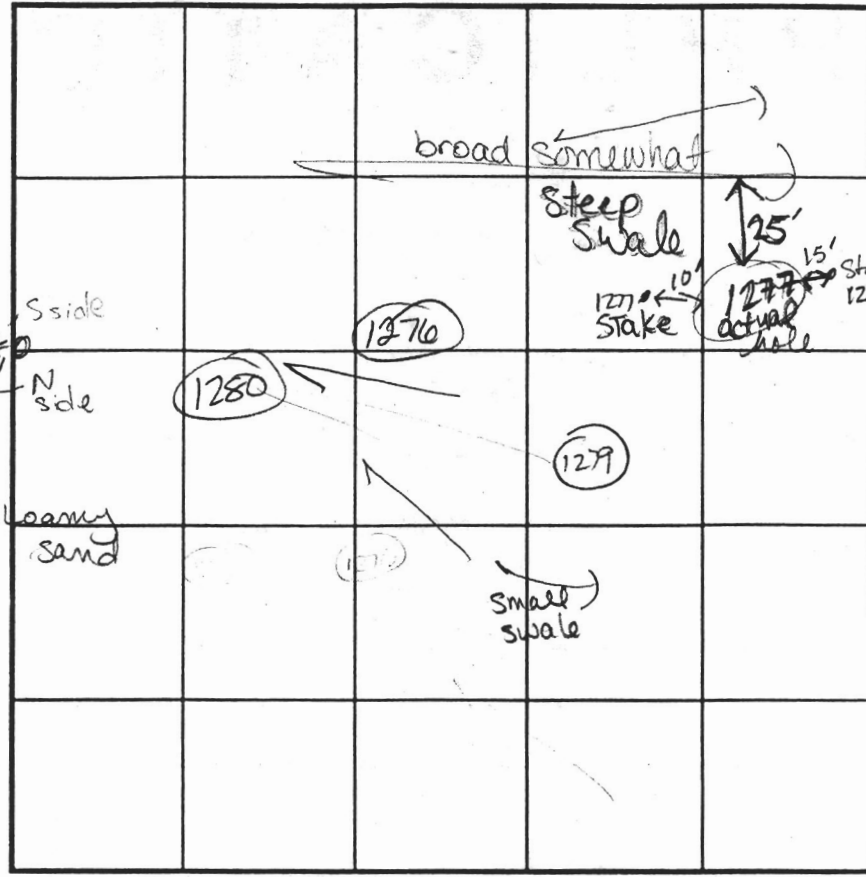 broad somewhat
Steep
Swale
25'
15'
10'
1277
Stake
1277
actual
hole
S side
N
side
1276
1280
1279
Loamy
sand
small
swale